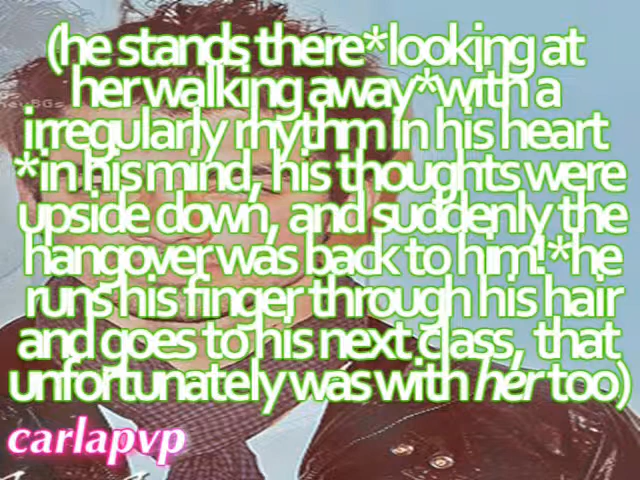 (he stands there*looking at
her walking away*with a
irregularly rhythm in his heart
*in his mind, his thoughts were
upside down, and suddenly the
hangover was back to him!*he
runs his finger through his hair
and goes to his next class, that
unfortunately was with her too)
carlapvp